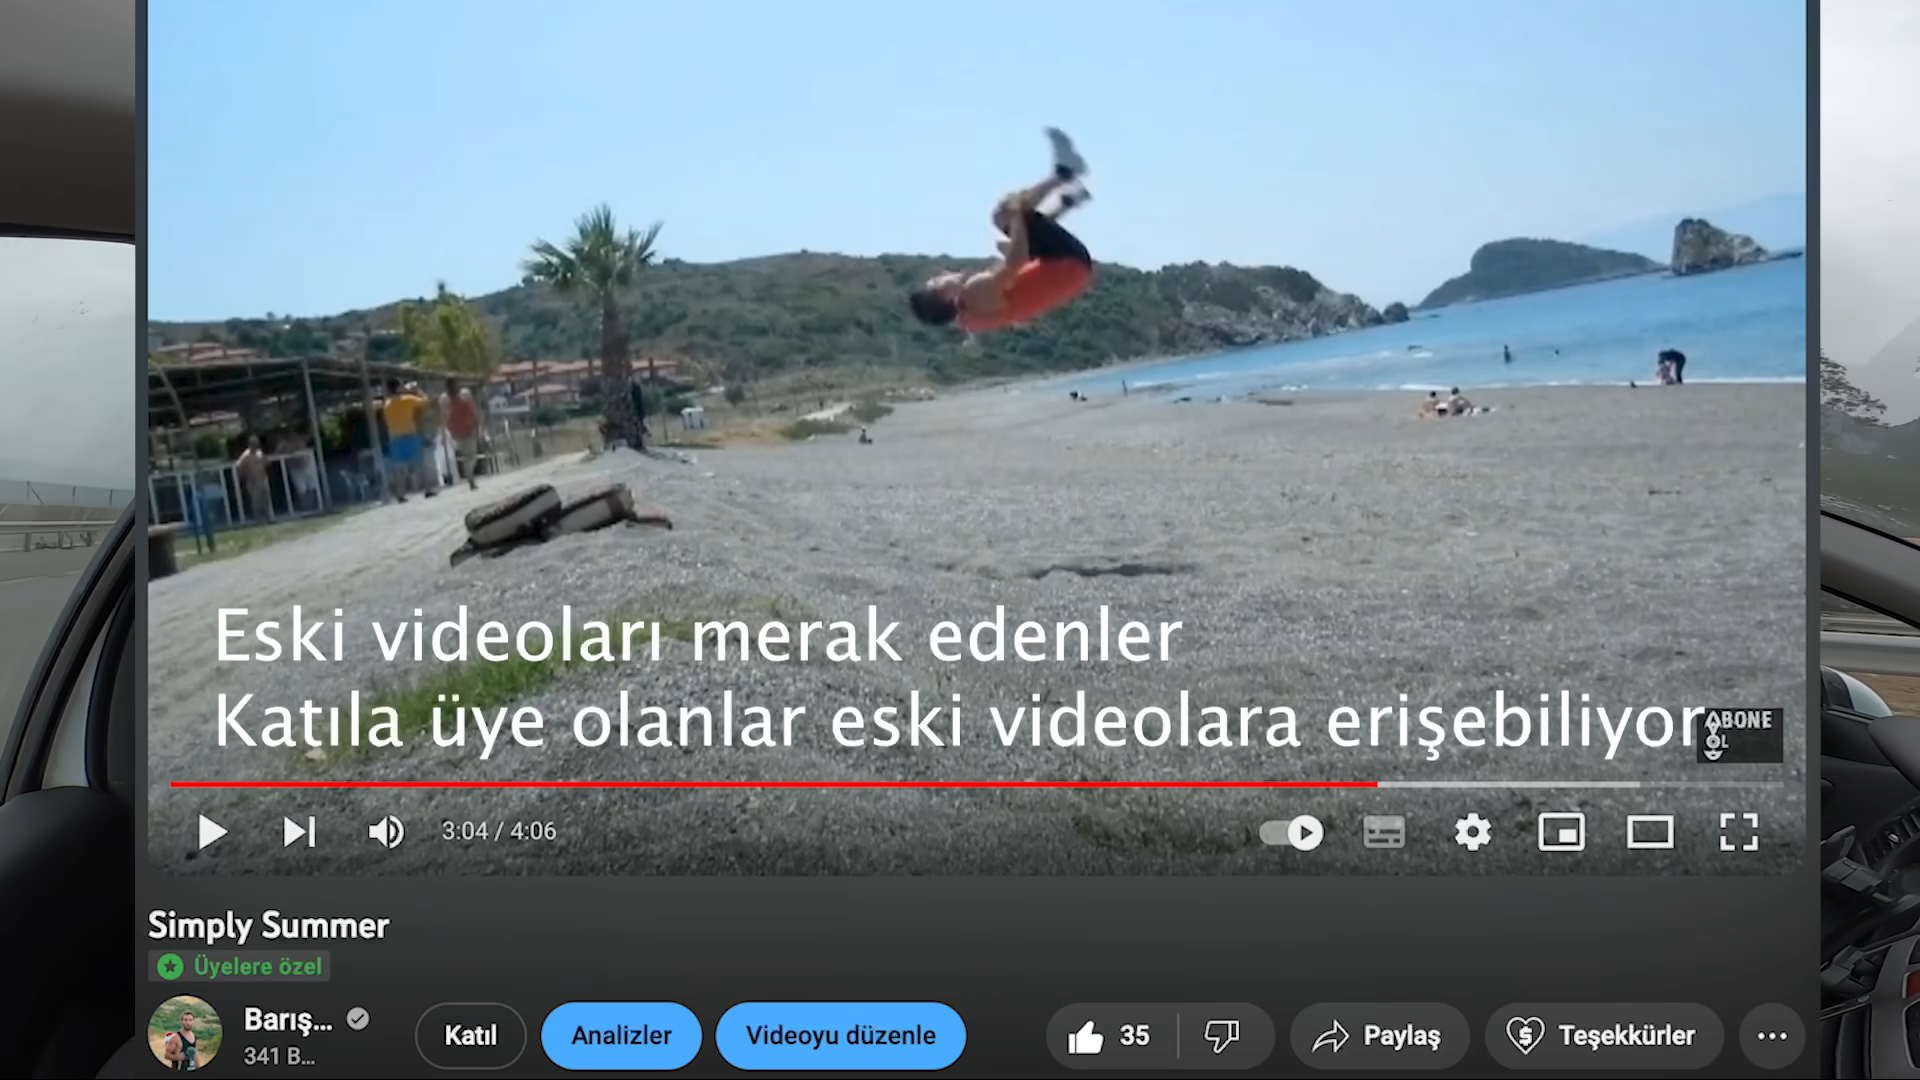 Eski videoları merak edenler
Katıla üye olanlar eski videolara erişebiliyor
ABONE
OL
3:04 / 4:06
Simply Summer
Üyelere özel
Barış...
341 B...
Katıl
Analizler
Videoyu düzenle
35
Paylaş
Teşekkürler